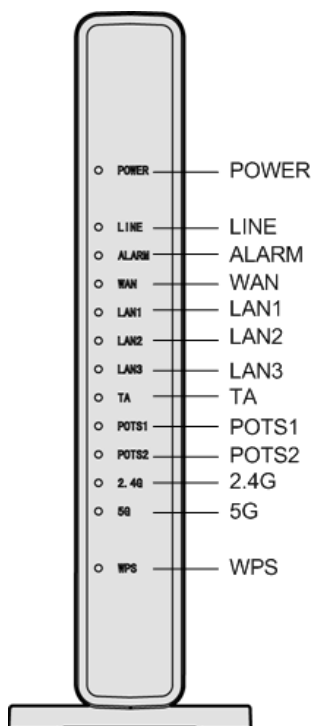 POWER POWER
LINE LINE
ALARM ALARM
WAN WAN
LAN1 LAN1
LAN2 LAN2
LAN3 LAN3
TA TA
POTS1 POTS1
POTS2 POTS2
2.4G 2.4G
5G 5G
WPS WPS